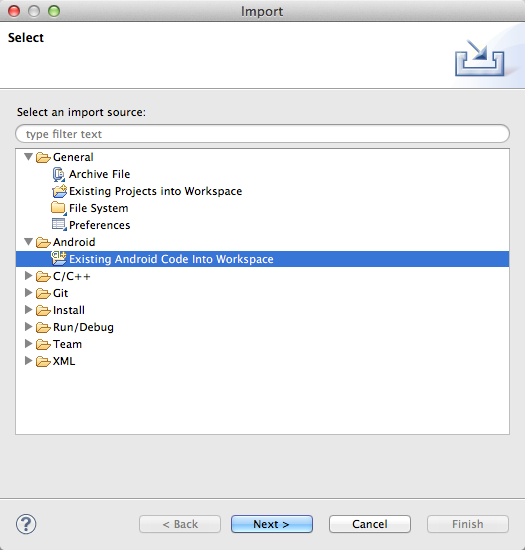 Import
Select
Select an import source:
type filter text
General
Archive File
Existing Projects into Workspace
File System
Preferences
Android
Existing Android Code Into Workspace
C/C++
Git
Install
Run/Debug
Team
XML
?
< Back
Next >
Cancel
Finish